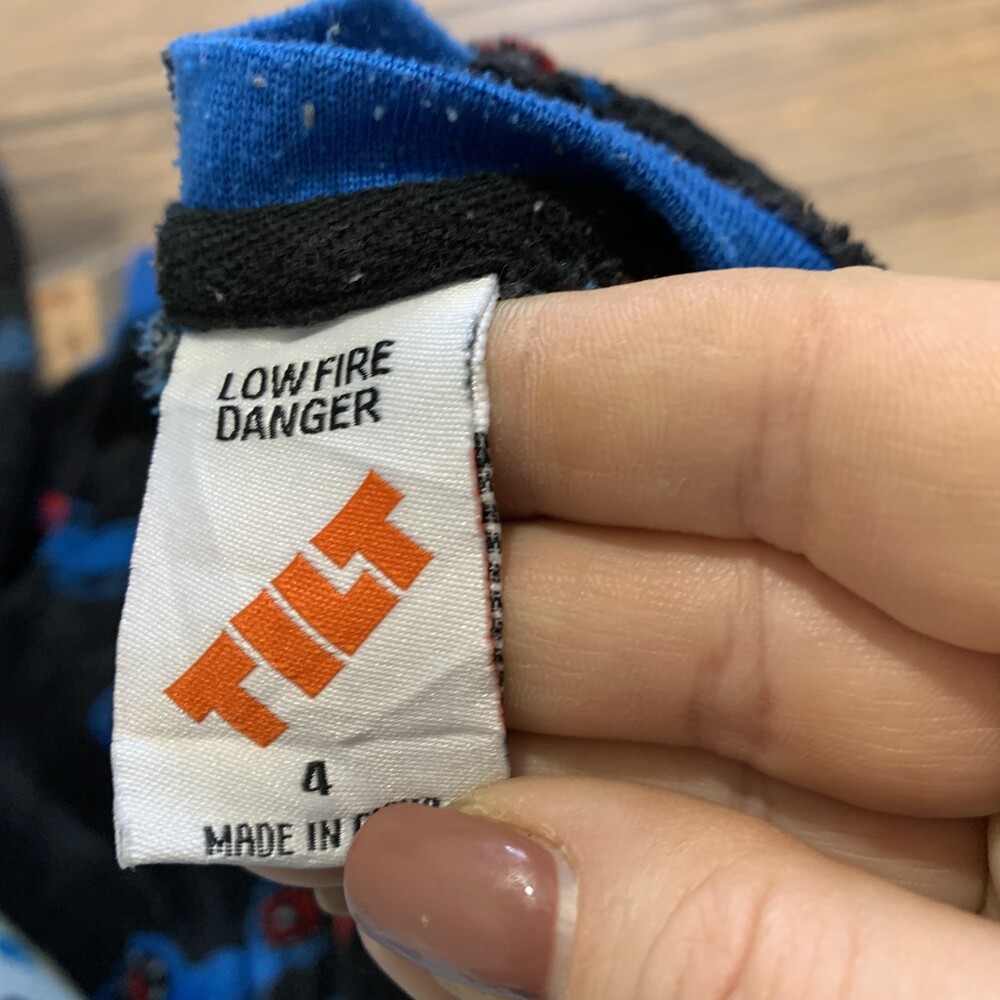 LOW FIRE
DANGER
TILT
4
MADE IN